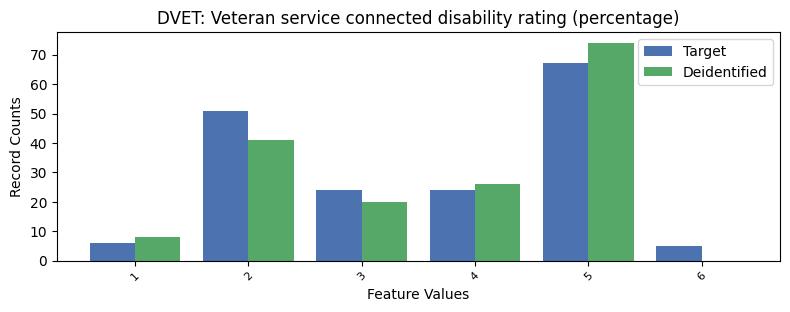 DVET: Veteran service connected disability rating (percentage)
Target
Deidentified
Record Counts
70
60
50
40
30
20
10
0
1 2 3 4 5 6
Feature Values